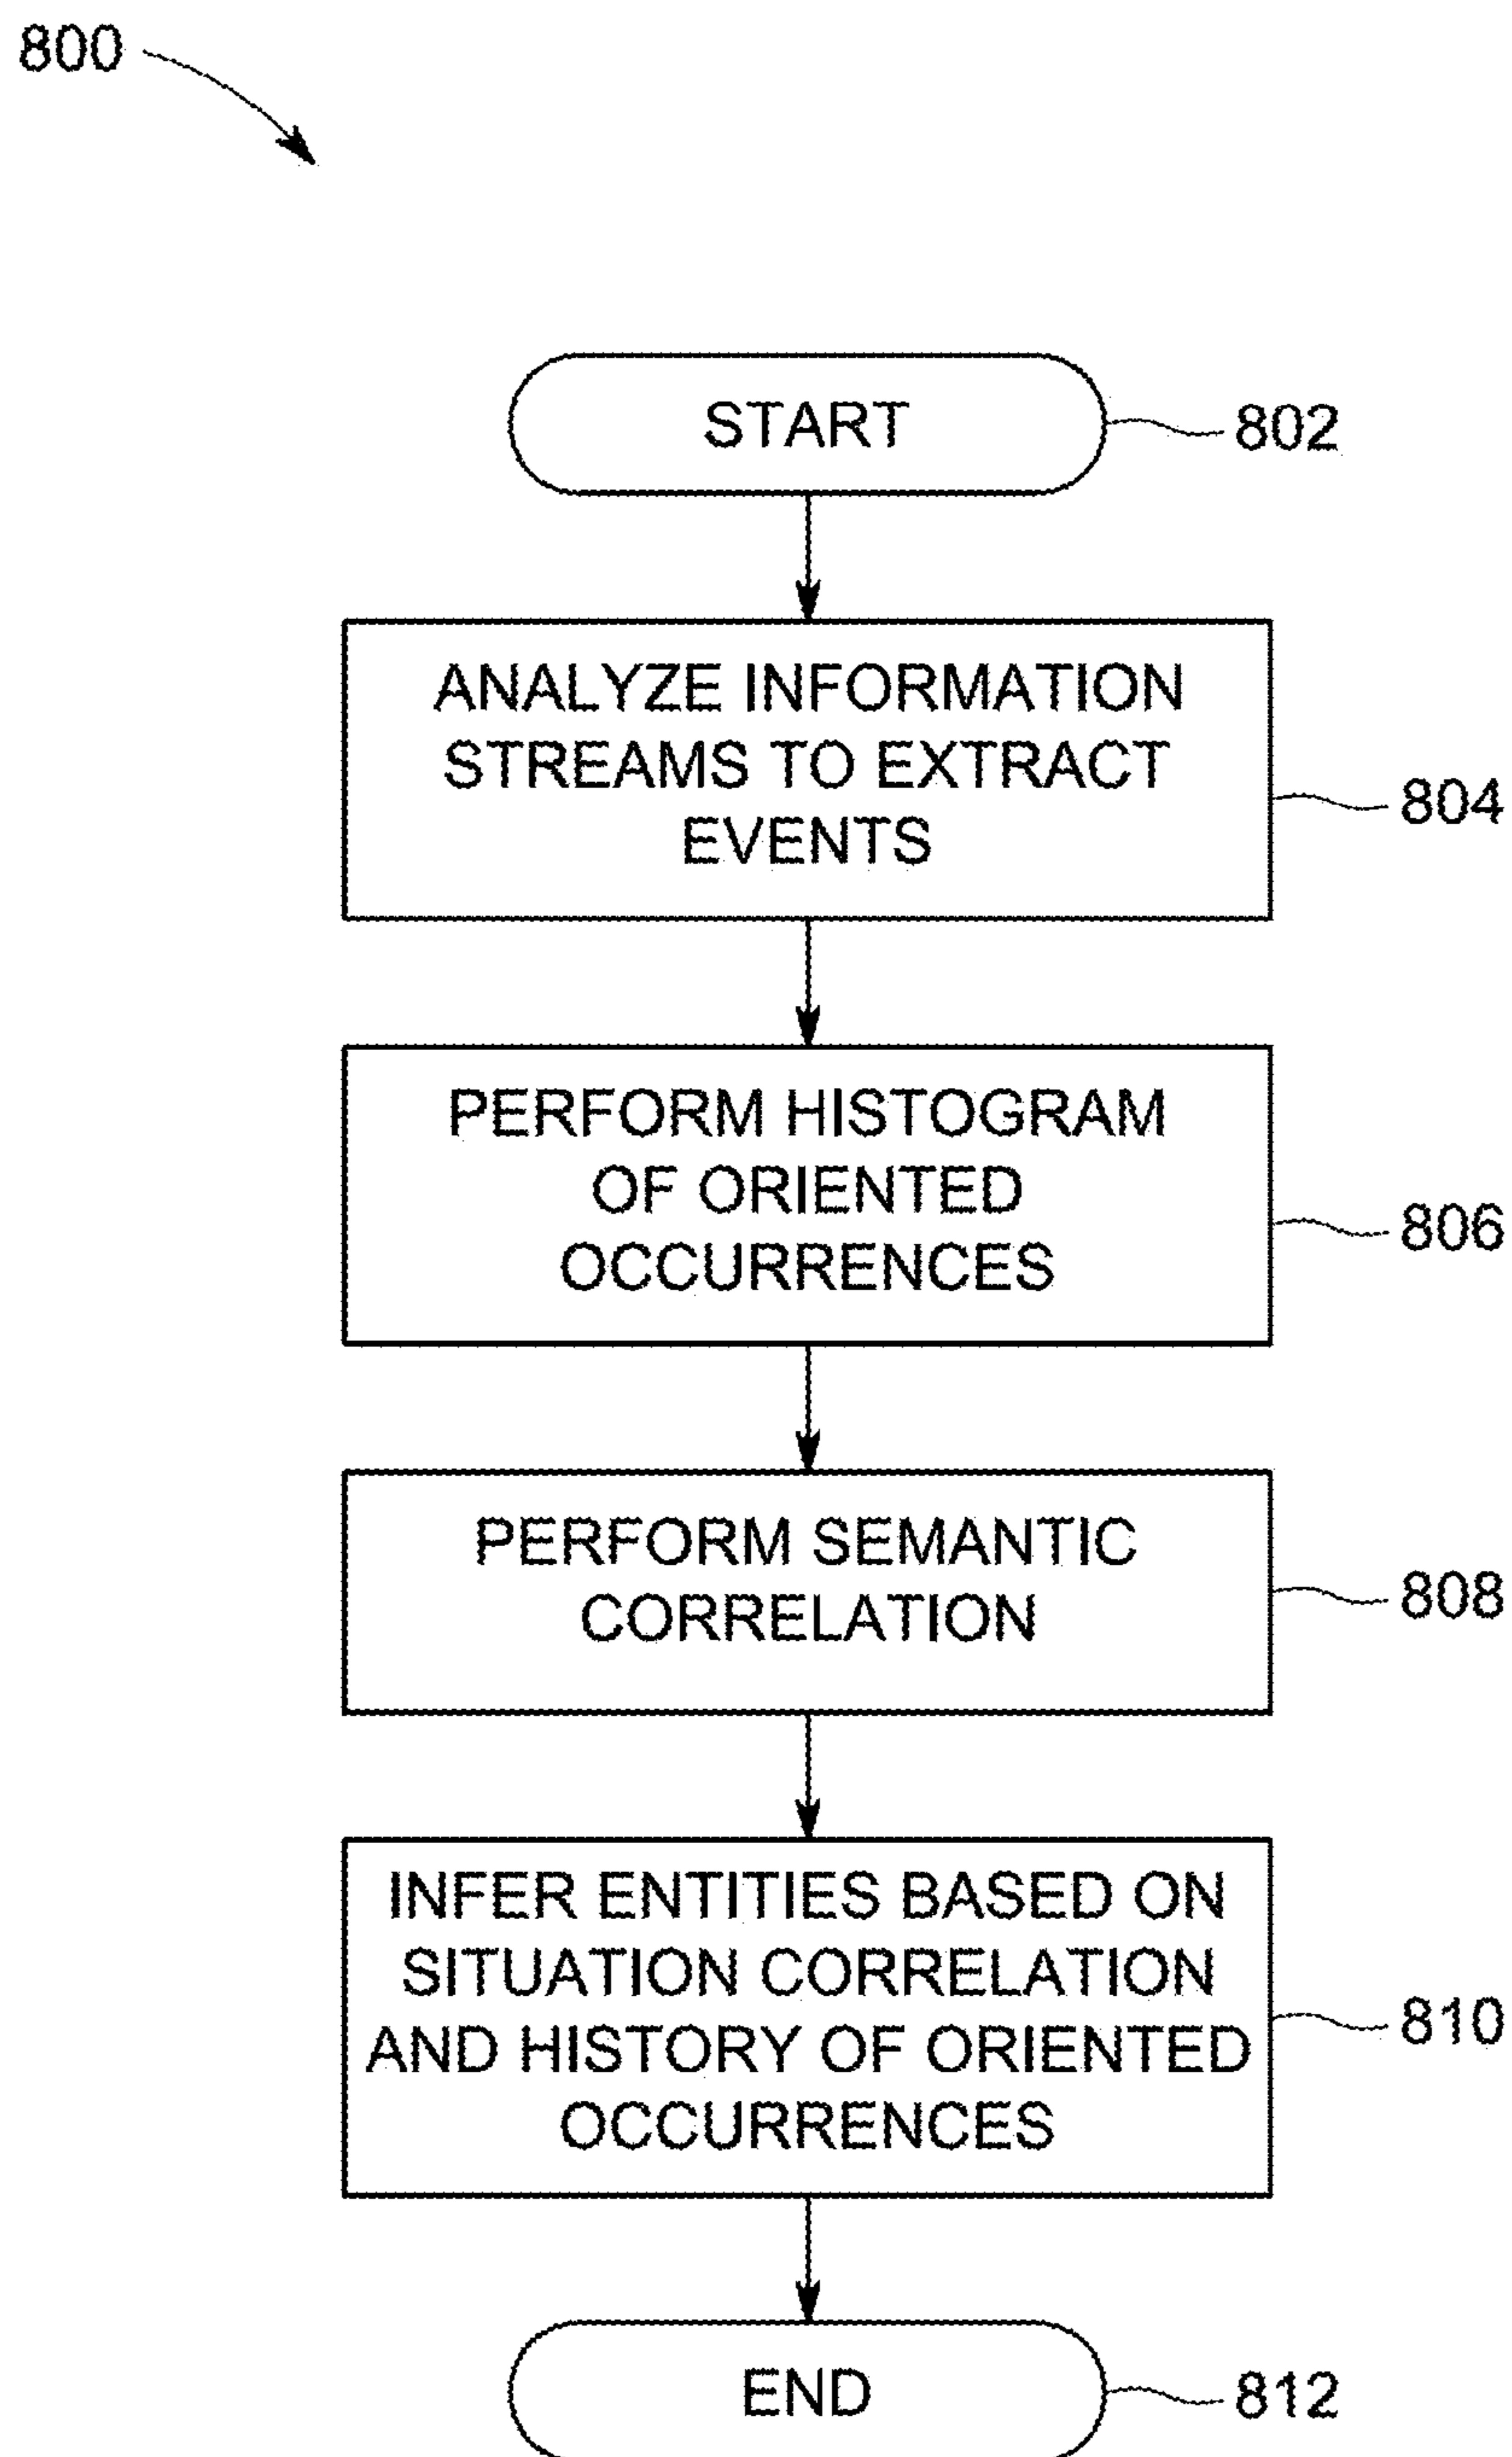 800
START
802
ANALYZE INFORMATION
STREAMS TO EXTRACT
EVENTS
804
PERFORM HISTOGRAM
OF ORIENTED
OCCURRENCES
806
PERFORM SEMANTIC
CORRELATION
808
INFER ENTITIES BASED ON
SITUATION CORRELATION
AND HISTORY OF ORIENTED
OCCURRENCES
810
END
812